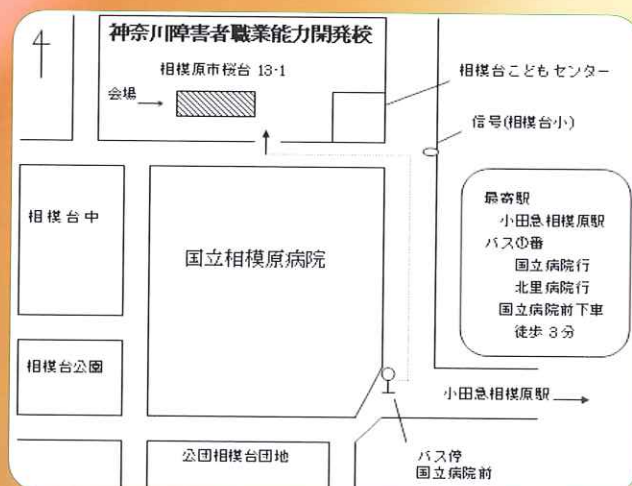 神奈川障害者職業能力開発校
相模原市桜台 13-1
会場
相模台こどもセンター
信号(相模台小)
相模台中
国立相模原病院
最寄駅
小田急相模原駅
バス①番
国立病院行
北里病院行
国立病院前下車
徒歩 3 分
相模台公園
小田急相模原駅
公団相模台団地
バス停
国立病院前